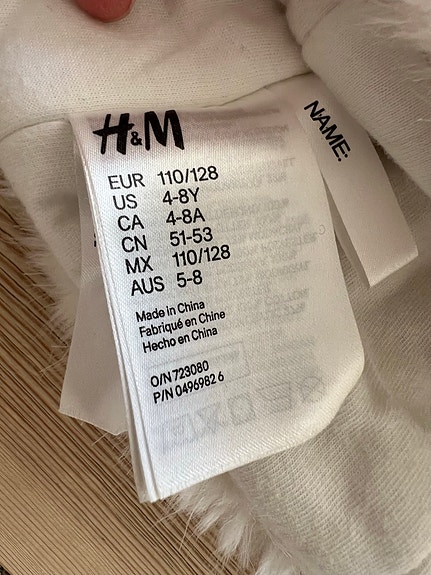 H&M
EUR 110/128
US 4-8Y
CA 4-8A
CN 51-53
MX 110/128
AUS 5-8
Made in China
Fabriqué en Chine
Hecho en China
O/N 723080
P/N 0496982 6
NAME: